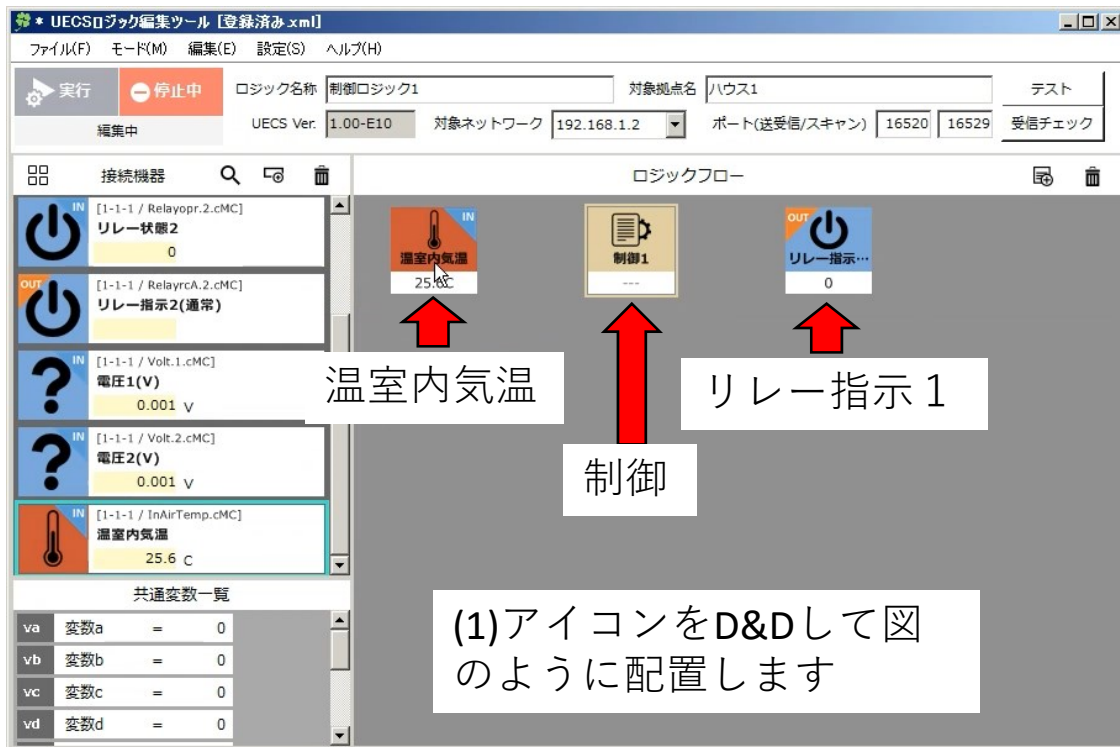 * UECSロジック編集ツール [登録済み.xml]
ファイル(F) モード(M) 編集(E) 設定(S) ヘルプ(H)
実行 停止中 ロジック名称 制御ロジック1 対象拠点名 ハウス1 テスト
編集中 UECS Ver. 1.00-E10 対象ネットワーク 192.168.1.2 ポート(送受信/スキャン) 16520 16529 受信チェック
接続機器 ロジックフロー
IN [1-1-1 / Relayopr.2.cMC]
リレー状態2
0
OUT [1-1-1 / RelayrcA.2.cMC]
リレー指示2(通常)
IN [1-1-1 / Volt.1.cMC]
電圧1(V)
0.001 V
IN [1-1-1 / Volt.2.cMC]
電圧2(V)
0.001 V
IN [1-1-1 / InAirTemp.cMC]
温室内気温
25.6 C
共通変数一覧
va 変数a = 0
vb 変数b = 0
vc 変数c = 0
vd 変数d = 0
IN
温室内気温
25.6C
制御1
---
OUT
リレー指示…
0
温室内気温
制御
リレー指示１
(1)アイコンをD&Dして図
のように配置します